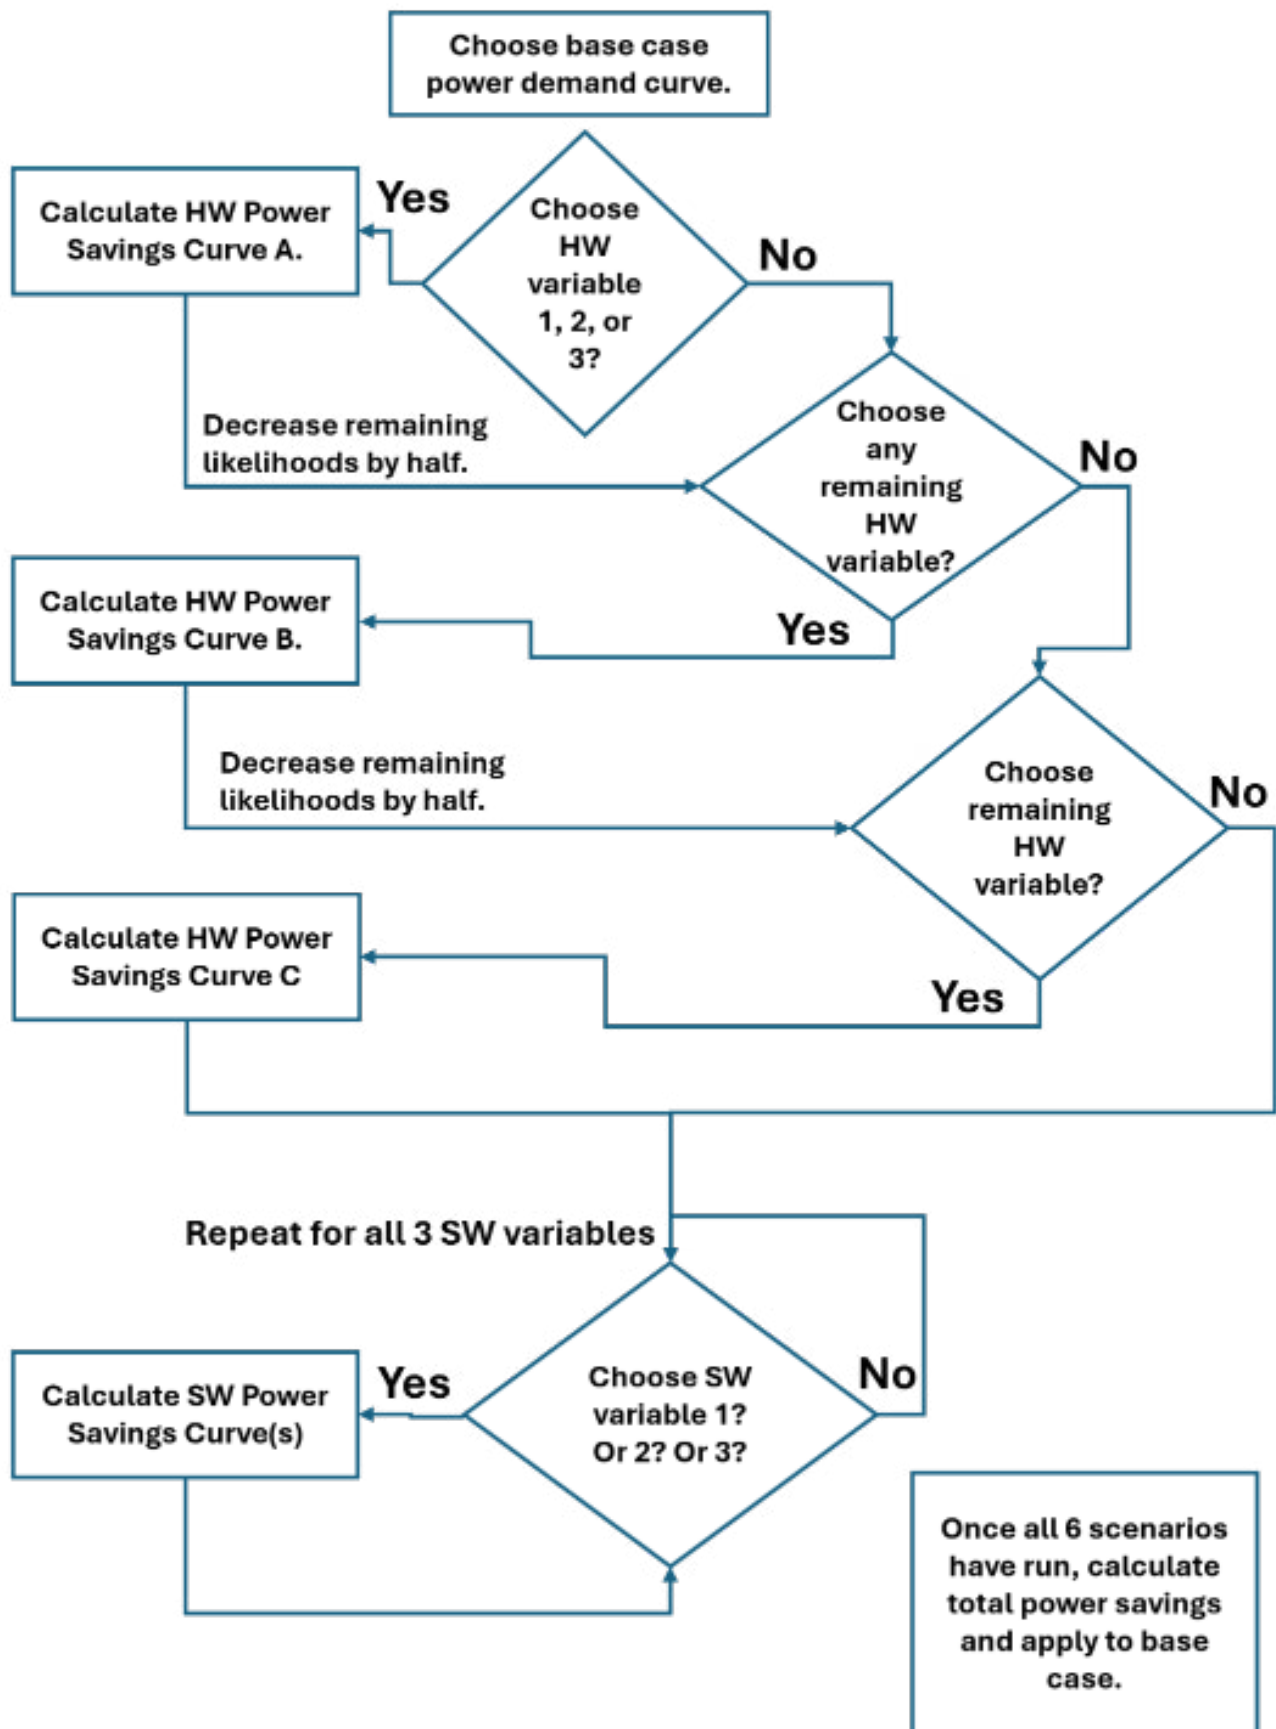 Choose base case
power demand curve.
Calculate HW Power
Savings Curve A.
Yes
Choose
HW
variable
1, 2, or
3?
No
Decrease remaining
likelihoods by half.
Choose
any
remaining
HW
variable?
No
Yes
Calculate HW Power
Savings Curve B.
Decrease remaining
likelihoods by half.
Choose
remaining
HW
variable?
No
Yes
Calculate HW Power
Savings Curve C
Repeat for all 3 SW variables
Calculate SW Power
Savings Curve(s)
Yes
Choose SW
variable 1?
Or 2? Or 3?
No
Once all 6 scenarios
have run, calculate
total power savings
and apply to base
case.